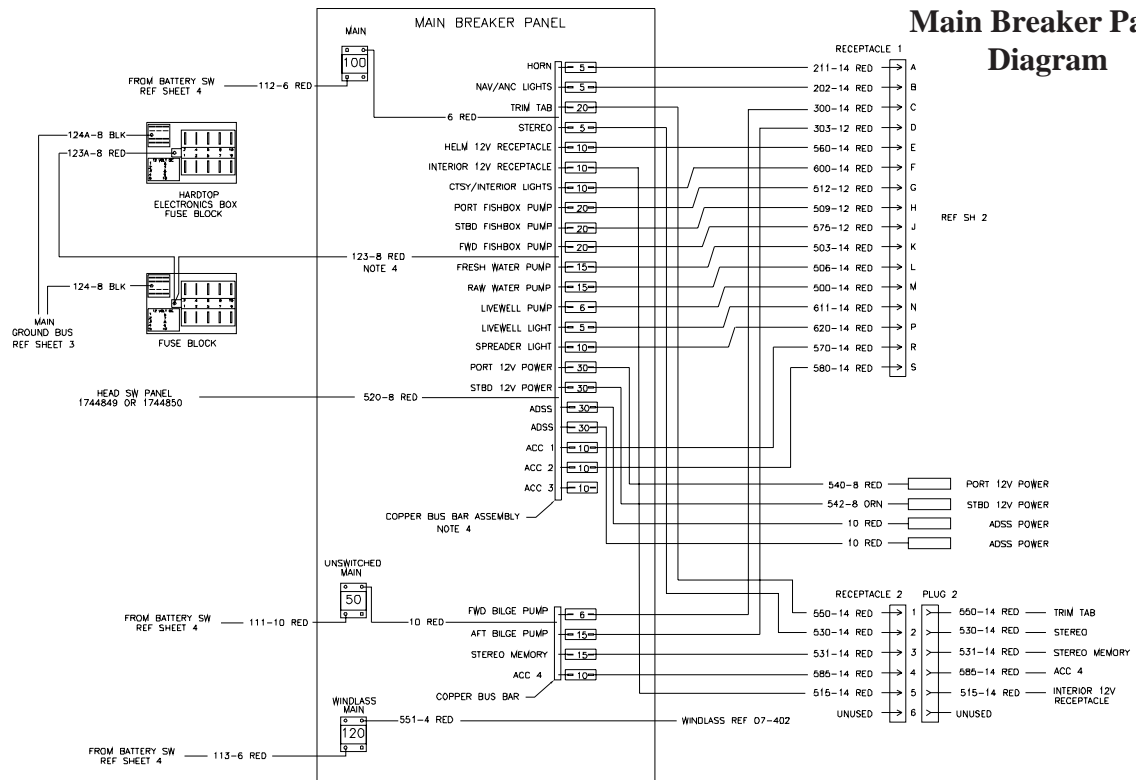 Main Breaker Pa
Diagram
MAIN BREAKER PANEL
MAIN
100
FROM BATTERY SW
REF SHEET 4
112-6 RED
6 RED
124A-8 BLK
123A-8 RED
HARDTOP
ELECTRONICS BOX
FUSE BLOCK
123-8 RED
NOTE 4
124-8 BLK
MAIN
GROUND BUS
REF SHEET 3
FUSE BLOCK
HEAD SW PANEL
1744849 OR 1744850
520-8 RED
HORN 5
NAV/ANC LIGHTS 5
TRIM TAB 20
STEREO 5
HELM 12V RECEPTACLE 10
INTERIOR 12V RECEPTACLE 10
CTSY/INTERIOR LIGHTS 10
PORT FISHBOX PUMP 20
STBD FISHBOX PUMP 20
FWD FISHBOX PUMP 20
FRESH WATER PUMP 15
RAW WATER PUMP 15
LIVEWELL PUMP 6
LIVEWELL LIGHT 5
SPREADER LIGHT 10
PORT 12V POWER 30
STBD 12V POWER 30
ADSS 30
ADSS 30
ACC 1 10
ACC 2 10
ACC 3 10
COPPER BUS BAR ASSEMBLY
NOTE 4
RECEPTACLE 1
211-14 RED A
202-14 RED B
300-14 RED C
303-12 RED D
560-14 RED E
600-14 RED F
512-12 RED G
509-12 RED H
575-12 RED J
503-14 RED K
506-14 RED L
500-14 RED M
611-14 RED N
620-14 RED P
570-14 RED R
580-14 RED S
REF SH 2
540-8 RED PORT 12V POWER
542-8 ORN STBD 12V POWER
10 RED ADSS POWER
10 RED ADSS POWER
UNSWITCHED
MAIN
50
FROM BATTERY SW
REF SHEET 4
111-10 RED
10 RED
FWD BILGE PUMP 6
AFT BILGE PUMP 15
STEREO MEMORY 15
ACC 4 10
COPPER BUS BAR
RECEPTACLE 2 PLUG 2
550-14 RED 1 550-14 RED TRIM TAB
530-14 RED 2 530-14 RED STEREO
531-14 RED 3 531-14 RED STEREO MEMORY
585-14 RED 4 585-14 RED ACC 4
515-14 RED 5 515-14 RED INTERIOR 12V
RECEPTACLE
UNUSED 6 UNUSED
WINDLASS
MAIN
120
551-4 RED
WINDLASS REF 07-402
FROM BATTERY SW
REF SHEET 4
113-6 RED